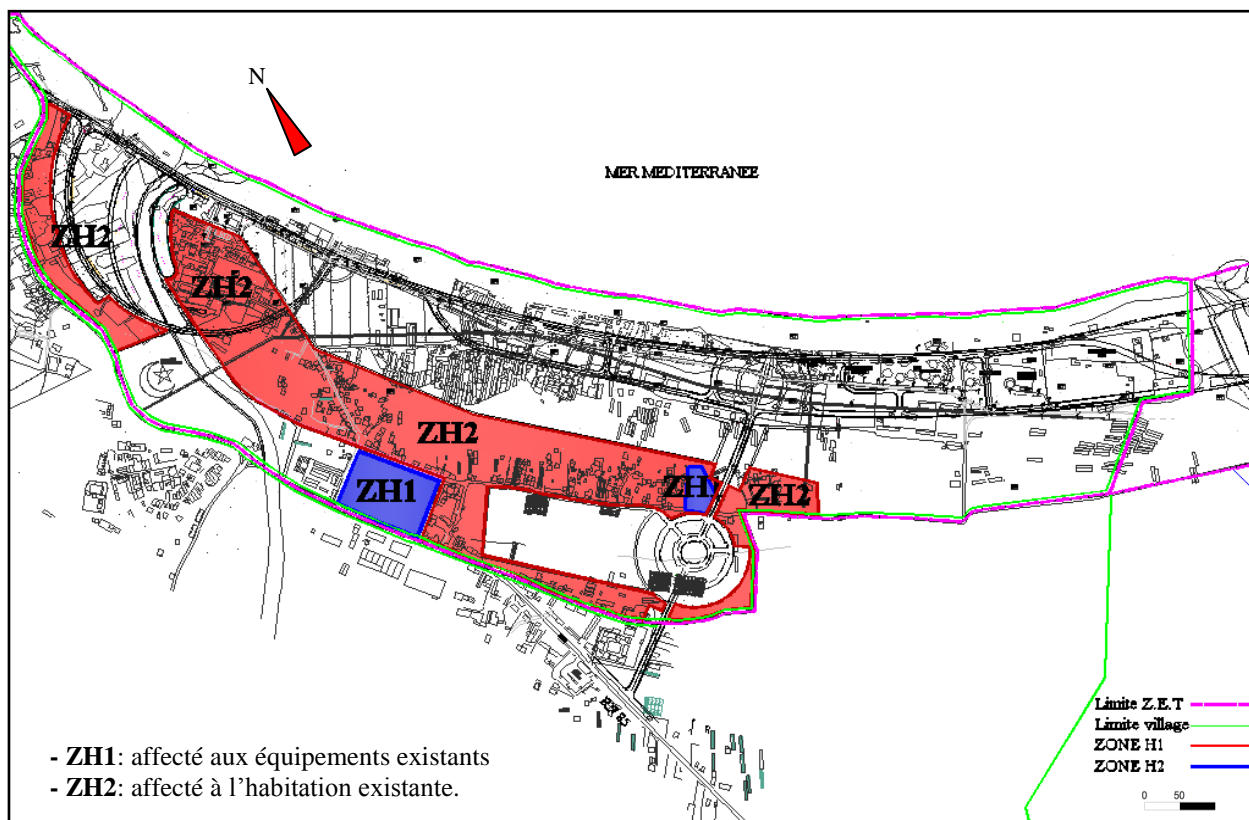 N
MER MEDITERRANEE
ZH2
ZH2
ZH2
ZH1
ZH
ZH2
Limite Z.E.T
Limite village
ZONE H1
ZONE H2
0 50
- ZH1: affecté aux équipements existants
- ZH2: affecté à l’habitation existante.